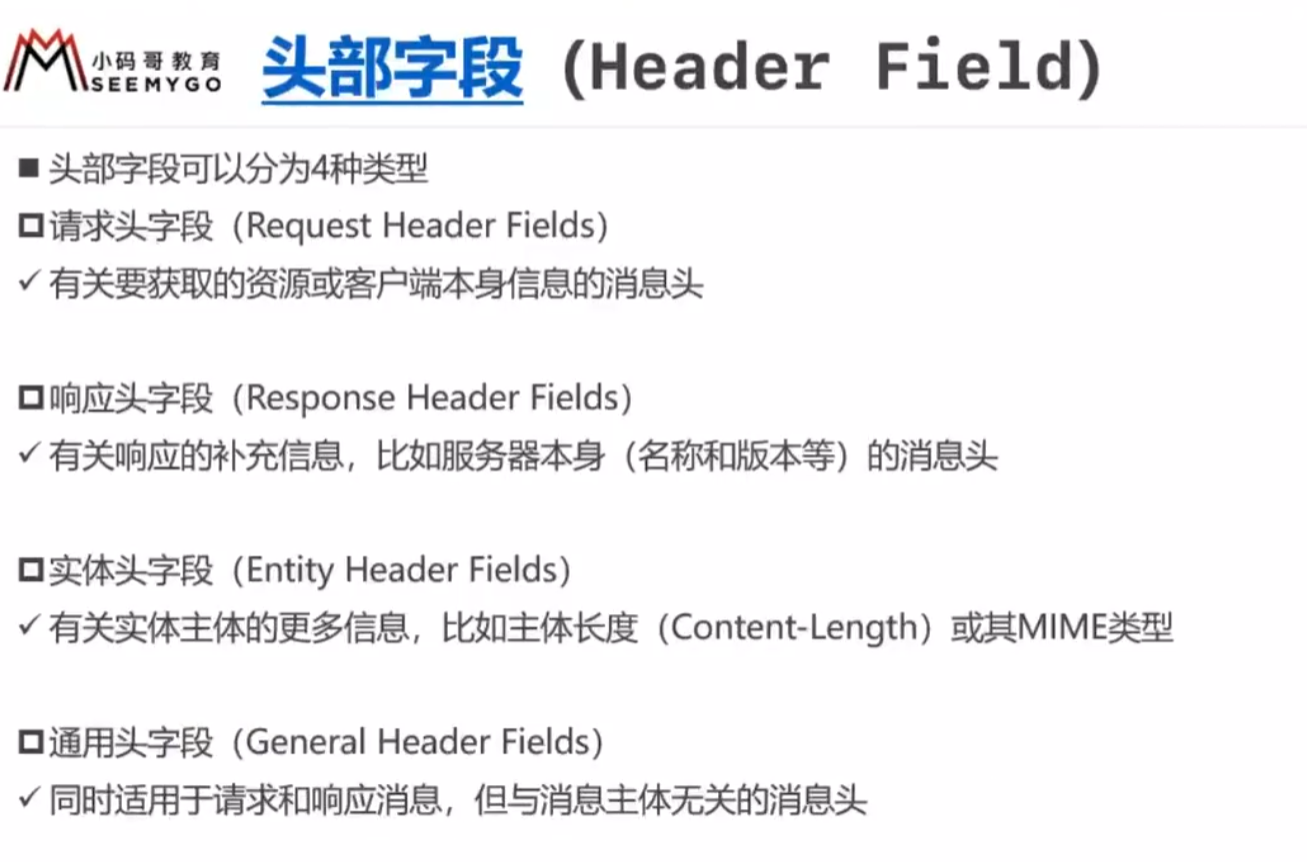 小码哥教育
SEEMYGO
头部字段 (Header Field)
■ 头部字段可以分为4种类型
请求头字段（Request Header Fields）
✓ 有关要获取的资源或客户端本身信息的消息头
响应头字段（Response Header Fields）
✓ 有关响应的补充信息，比如服务器本身（名称和版本等）的消息头
实体头字段（Entity Header Fields）
✓ 有关实体主体的更多信息，比如主体长度（Content-Length）或其MIME类型
通用头字段（General Header Fields）
✓ 同时适用于请求和响应消息，但与消息主体无关的消息头